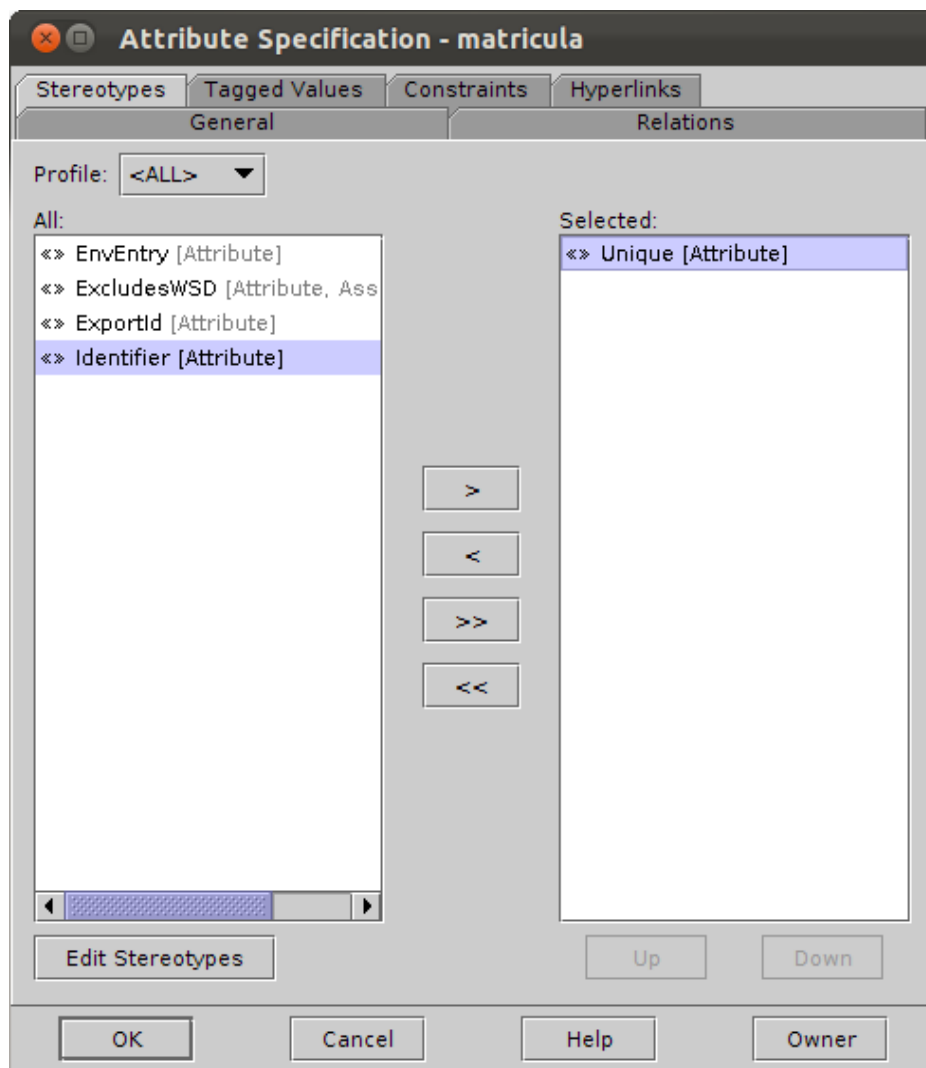 Attribute Specification - matricula
Stereotypes Tagged Values Constraints Hyperlinks
General Relations
Profile: <ALL>
All:
«» EnvEntry [Attribute]
«» ExcludesWSD [Attribute, Ass
«» ExportId [Attribute]
«» Identifier [Attribute]
Selected:
«» Unique [Attribute]
>
<
>>
<<
Edit Stereotypes Up Down
OK Cancel Help Owner